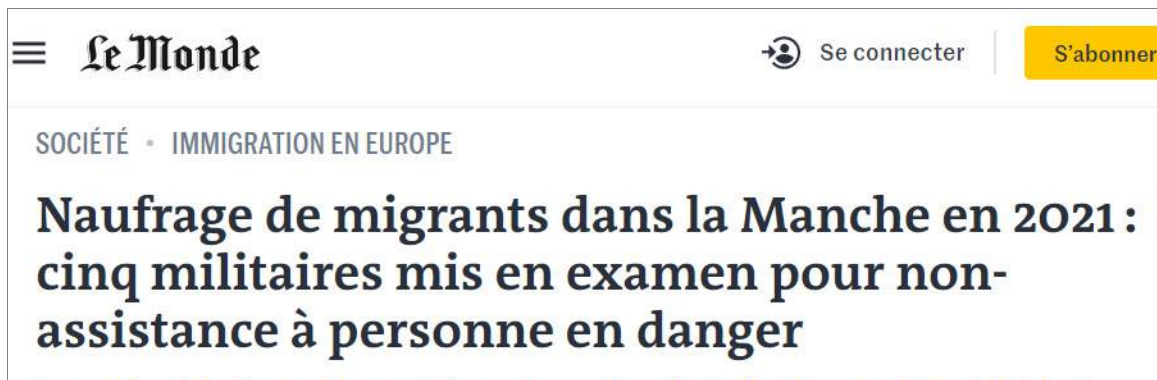 Le Monde
Se connecter
S'abonner
SOCIÉTÉ • IMMIGRATION EN EUROPE
Naufrage de migrants dans la Manche en 2021 :
cinq militaires mis en examen pour non-
assistance à personne en danger